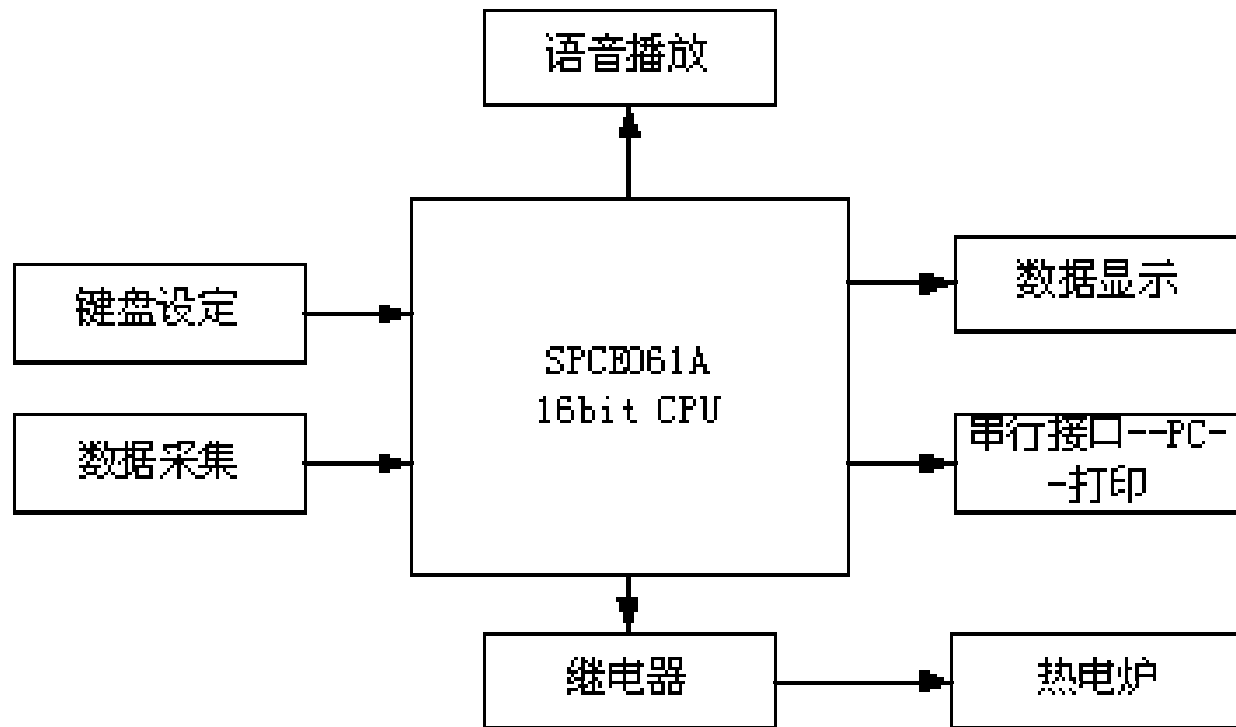 语音播放
键盘设定
数据显示
SPCE061A
16bit CPU
数据采集
串行接口--PC-
-打印
继电器
热电炉